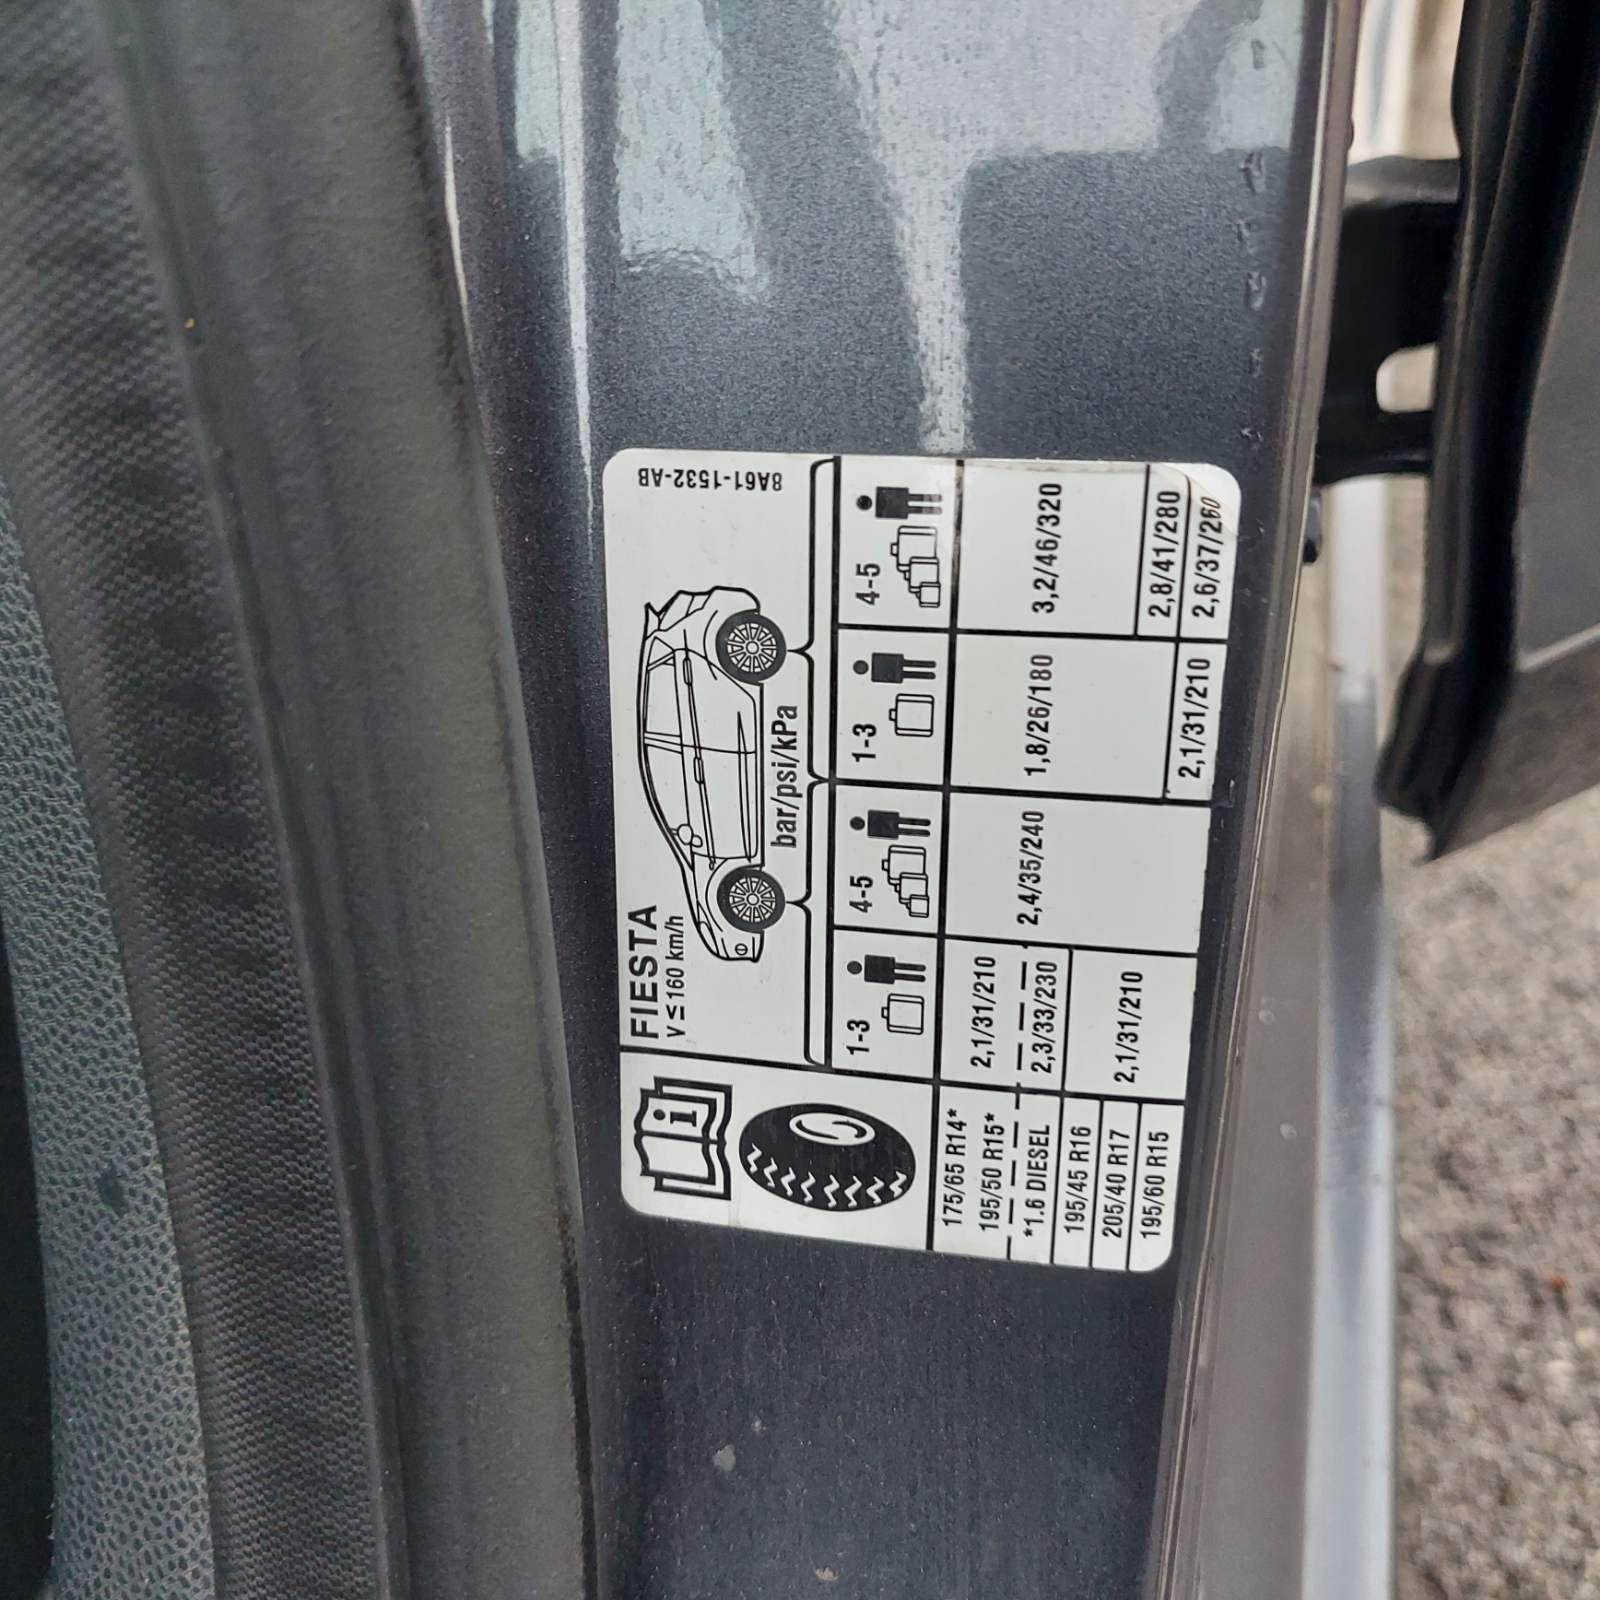 FIESTA
V ≤ 160 km/h
8A61-1532-AB
bar/psi/kPa
i
1-3
4-5
1-3
4-5
175/65 R14*
195/50 R15*
2,1/31/210
2,4/35/240
1,8/26/180
3,2/46/320
*1.6 DIESEL
2,3/33/230
195/45 R16
2,1/31/210
205/40 R17
2,8/41/280
195/60 R15
2,1/31/210
2,6/37/260